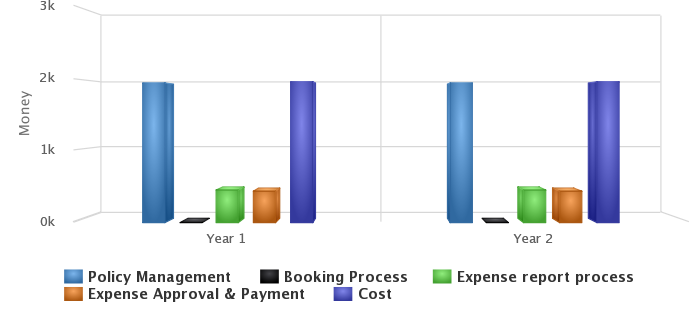 3k
2k
1k
0k
Money
Year 1 Year 2
Policy Management Booking Process Expense report process
Expense Approval & Payment Cost